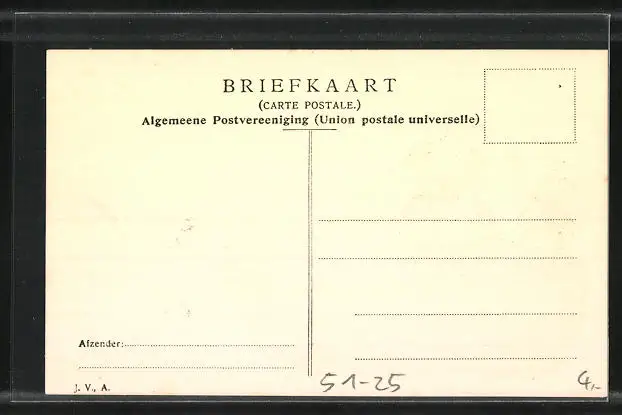 BRIEFKAART
(CARTE POSTALE.)
Algemeene Postvereeniging (Union postale universelle)
Afzender:
J. V., A.
51-25
4,-